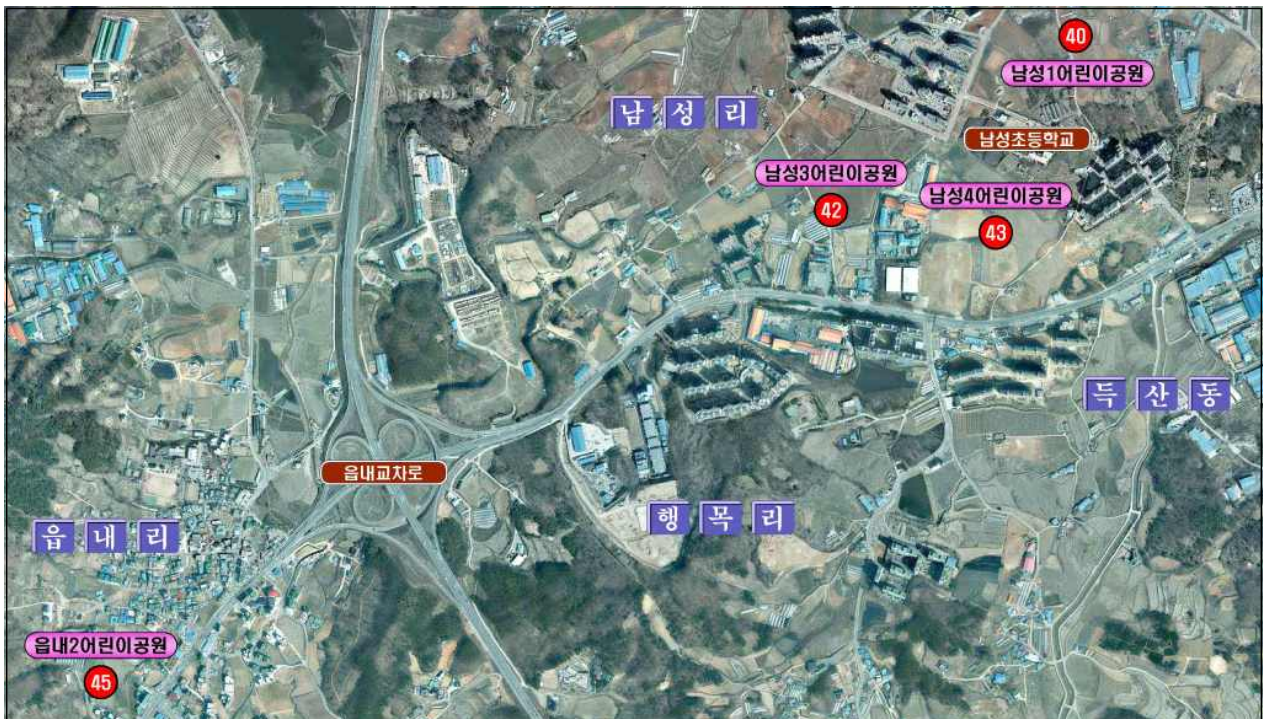 40
남성1어린이공원
남성리
남성초등학교
남성3어린이공원
42
남성4어린이공원
43
득산동
읍내교차로
행목리
읍내리
읍내2어린이공원
45